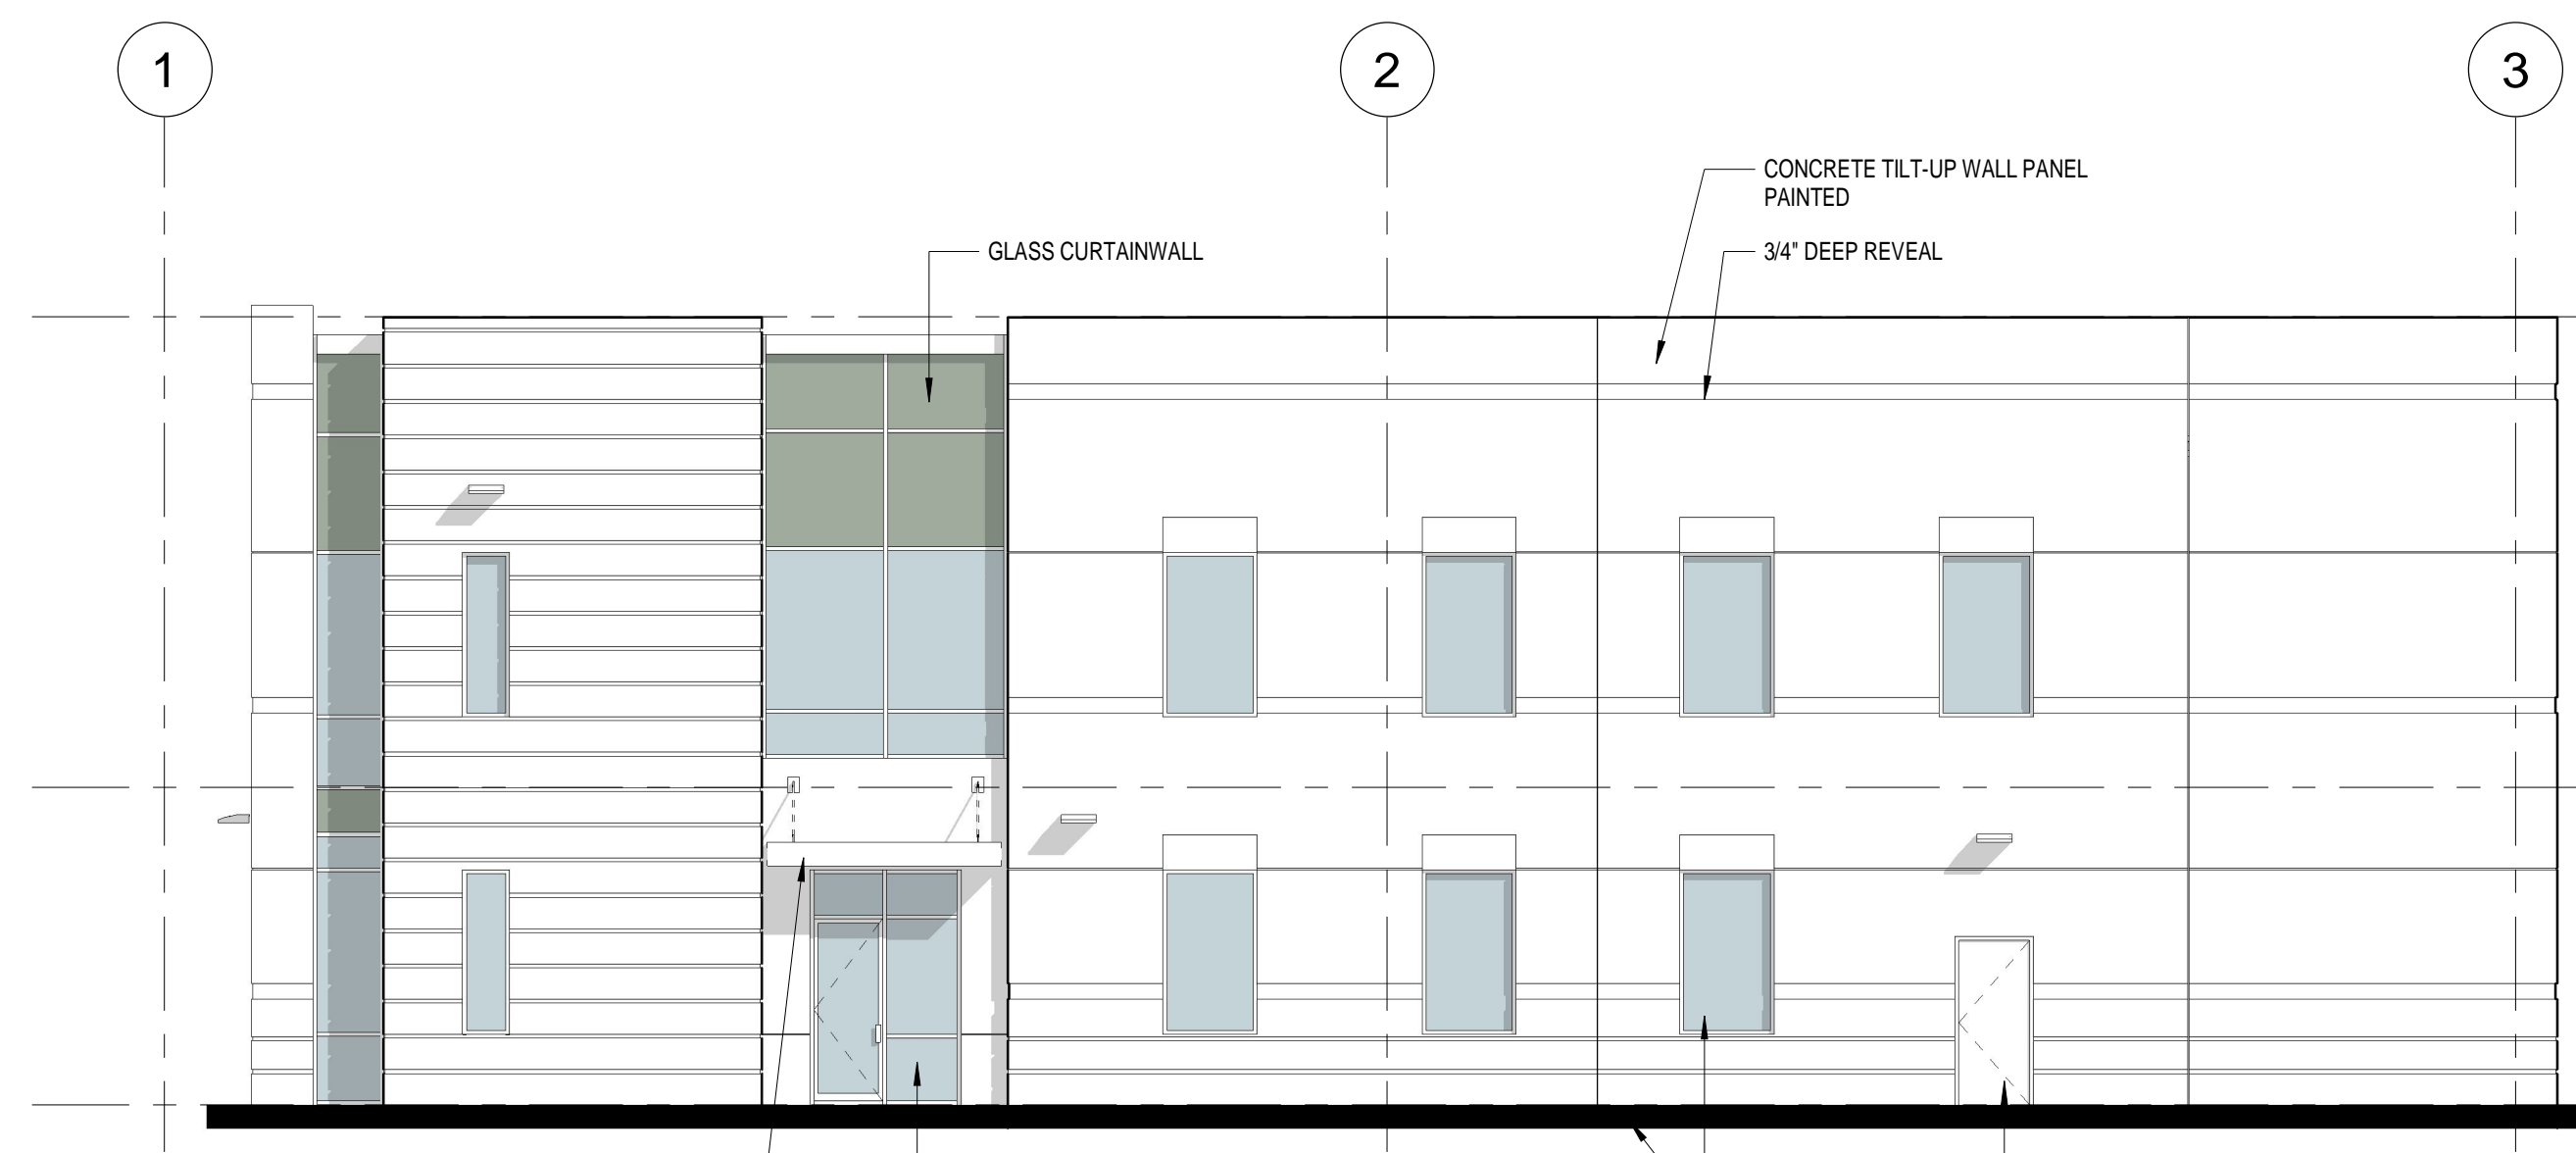 1
2
3
CONCRETE TILT-UP WALL PANEL
PAINTED
GLASS CURTAINWALL
3/4" DEEP REVEAL